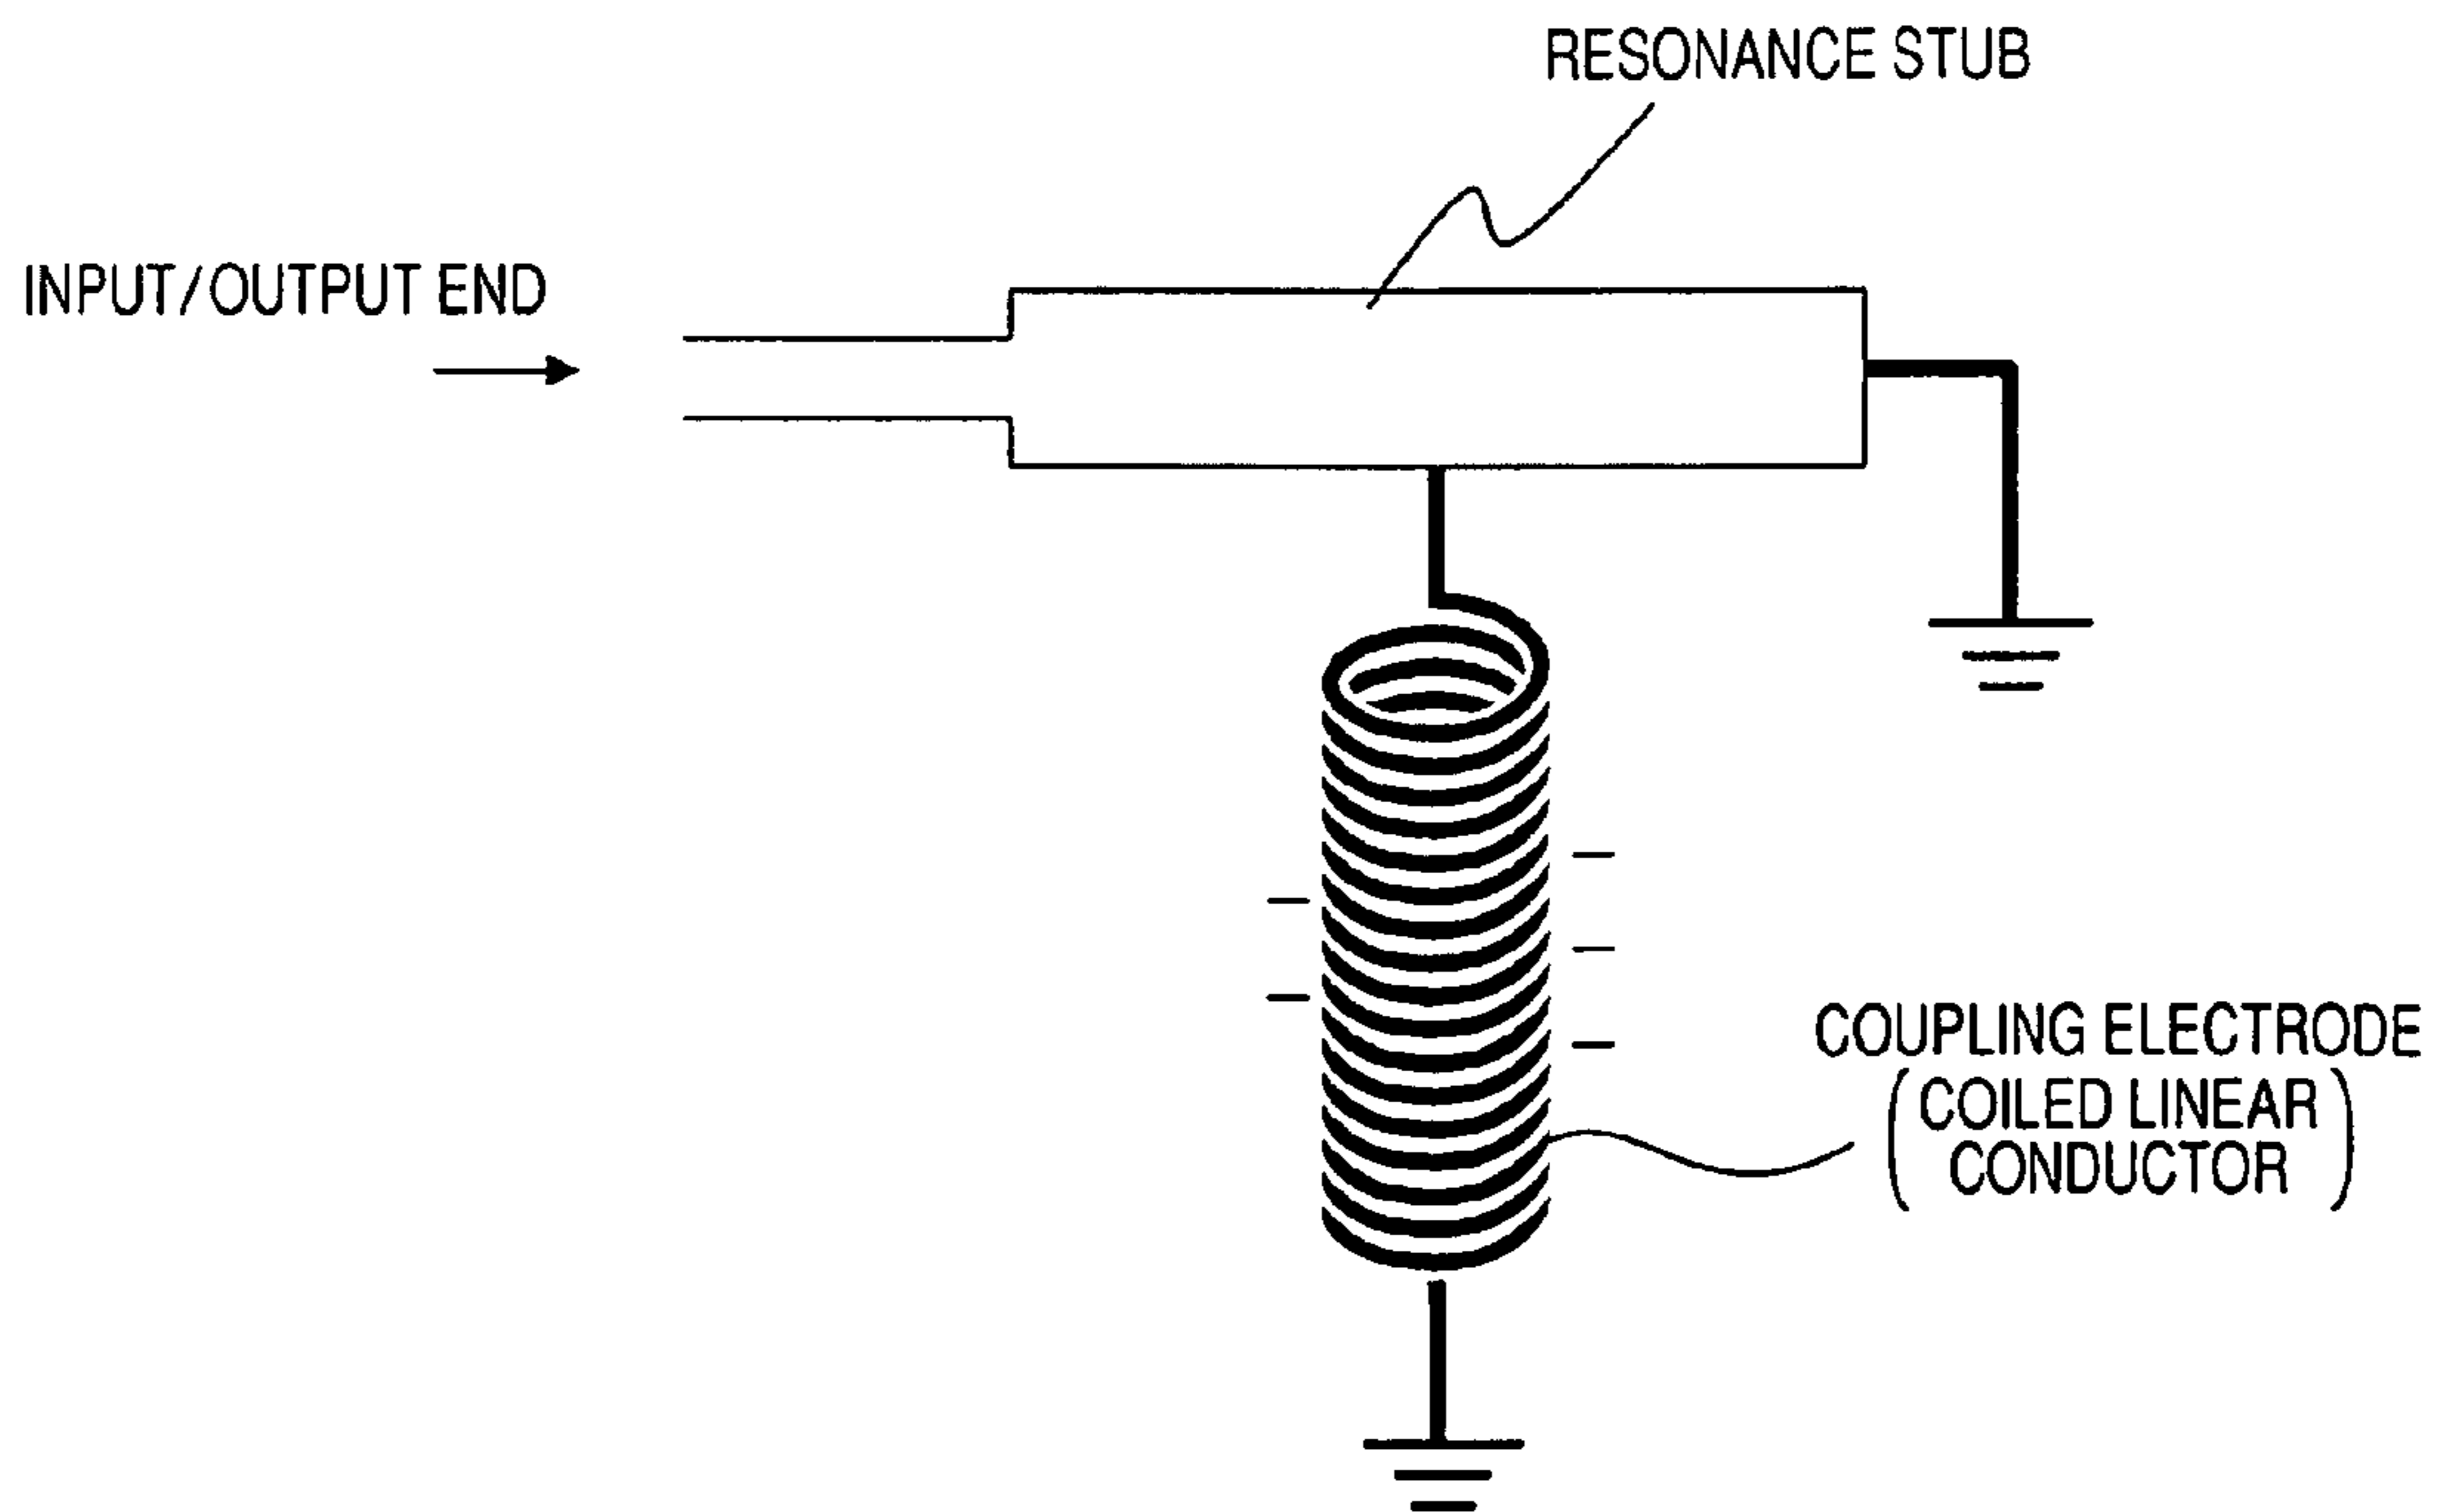 RESONANCE STUB
INPUT/OUTPUT END
COUPLING ELECTRODE
(COILED LINEAR
CONDUCTOR)